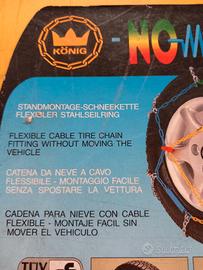 KÖNIG
- NO-
STANDMONTAGE-SCHNEEKETTE
FLEXIBLER STAHLSEILRING
FLEXIBLE CABLE TIRE CHAIN
FITTING WITHOUT MOVING THE
VEHICLE
CATENA DA NEVE A CAVO
FLESSIBILE - MONTAGGIO FACILE
SENZA SPOSTARE LA VETTURA
CADENA PARA NIEVE CON CABLE
FLEXIBLE - MONTAJE FACIL SIN
MOVER EL VEHICULO
TÜV
subito